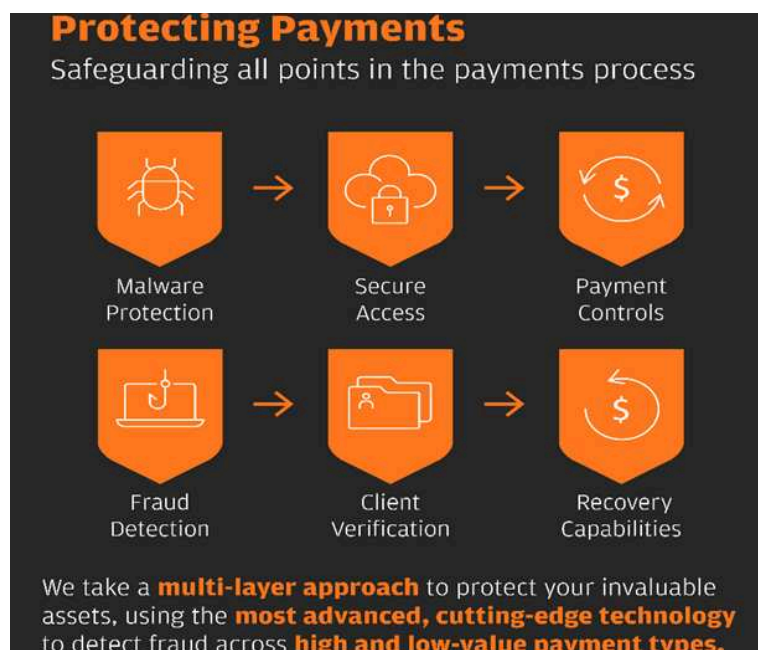 Protecting Payments
Safeguarding all points in the payments process
Malware
Protection
Secure
Access
Payment
Controls
Fraud
Detection
Client
Verification
Recovery
Capabilities
We take a multi-layer approach to protect your invaluable
assets, using the most advanced, cutting-edge technology
to detect fraud across high and low-value payment types.